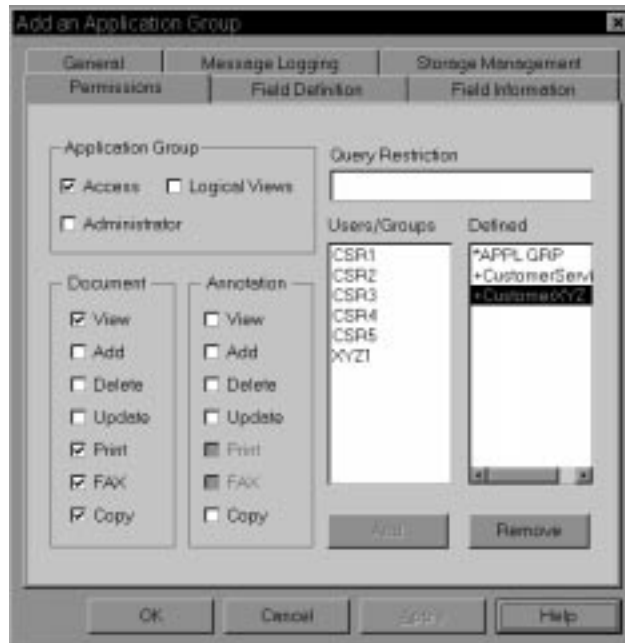 Add an Application Group
General
Message Logging
Storage Management
Permissions
Field Definition
Field Information
Application Group
Access
Logical Views
Administrator
Query Restriction
Users/Groups
Defined
CSR1
CSR2
CSR3
CSR4
CSR5
XYZ1
*APPL GRP
+CustomerServi
+CustomerXYZ
Document
View
Add
Delete
Update
Print
FAX
Copy
Annotation
View
Add
Delete
Update
Print
FAX
Copy
Add
Remove
OK
Cancel
Apply
Help